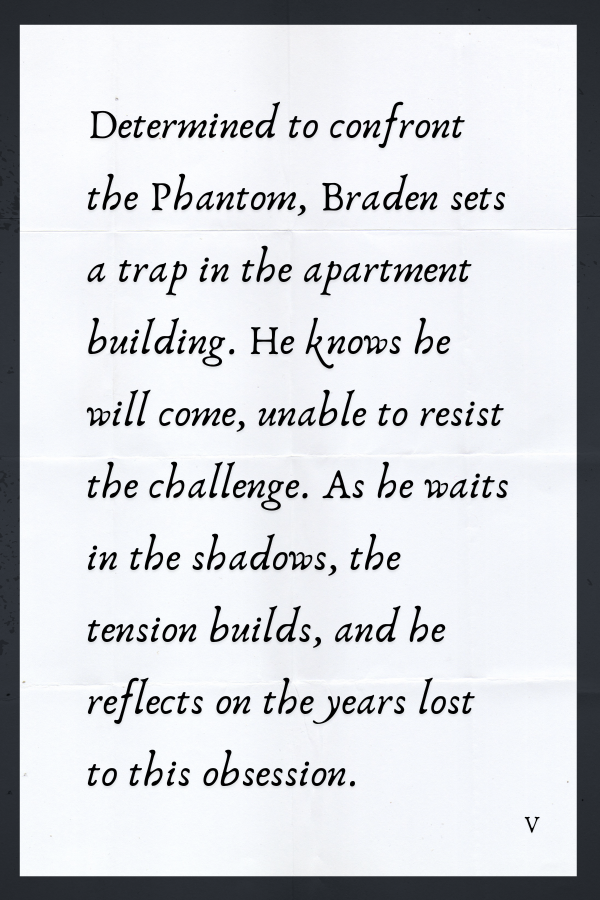 Determined to confront
the Phantom, Braden sets
a trap in the apartment
building. He knows he
will come, unable to resist
the challenge. As he waits
in the shadows, the
tension builds, and he
reflects on the years lost
to this obsession.
V